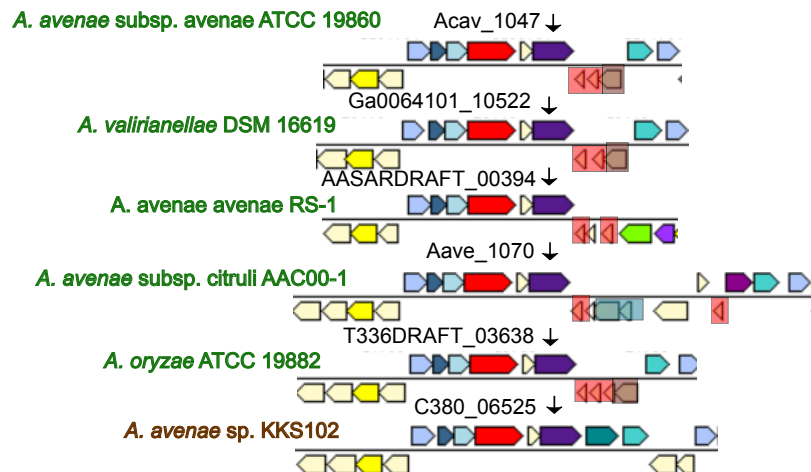 A. avenae subsp. avenae ATCC 19860
Acav_1047
Ga0064101_10522
A. valirianellae DSM 16619
AASARDRAFT_00394
A. avenae avenae RS-1
Aave_1070
A. avenae subsp. citruli AAC00-1
T336DRAFT_03638
A. oryzae ATCC 19882
C380_06525
A. avenae sp. KKS102